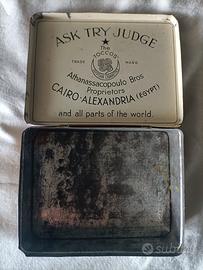 ASK TRY JUDGE
The
TOCCOS
TRADE MARK
Athanassacopoulo Bros
Proprietors
CAIRO-ALEXANDRIA (EGYPT)
and all parts of the world.
subito